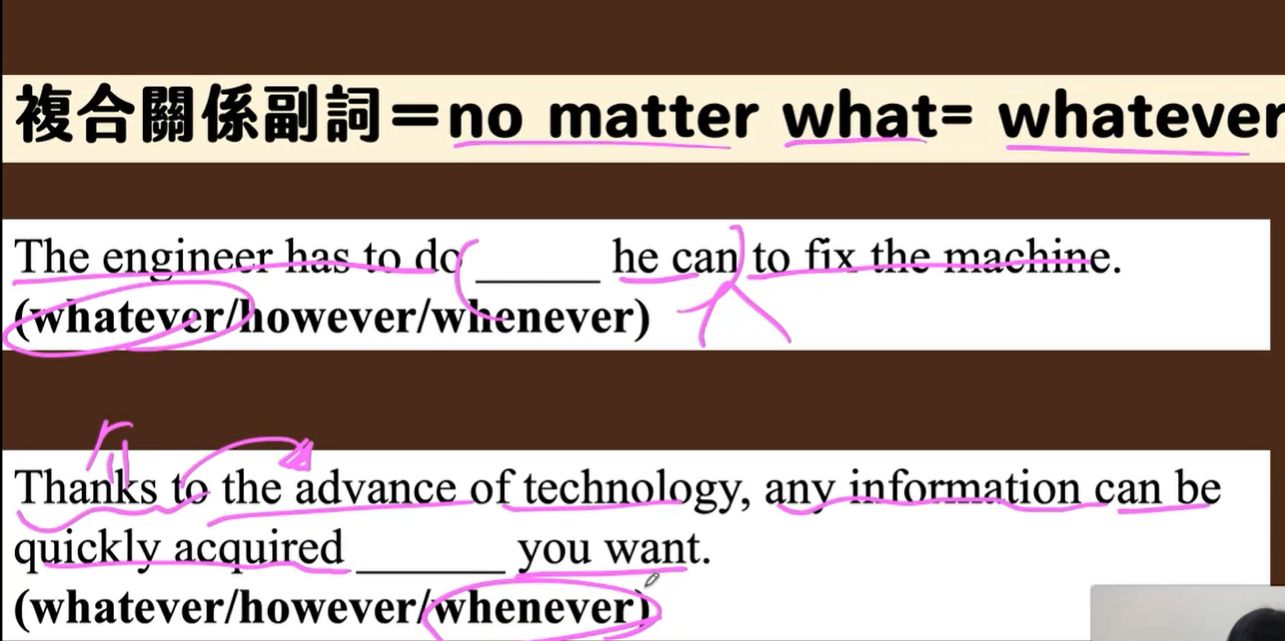 複合關係副詞=no matter what= whatever
The engineer has to do ______ he can to fix the machine.
(whatever/however/whenever)
Thanks to the advance of technology, any information can be
quickly acquired _______ you want.
(whatever/however/whenever)